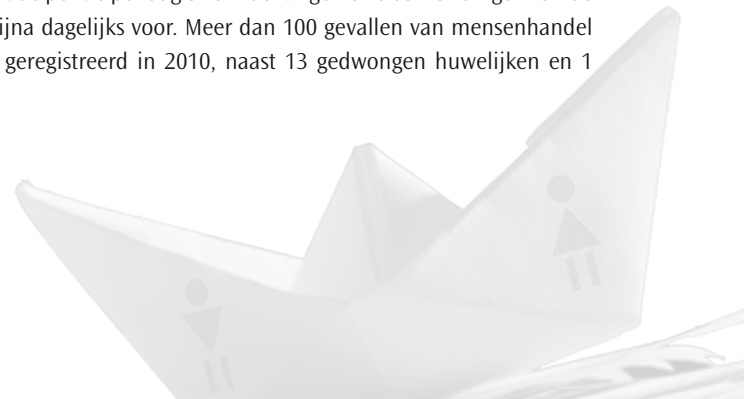 ijna dagelijks voor. Meer dan 100 gevallen van mensenhandel
geregistreerd in 2010, naast 13 gedwongen huwelijken en 1